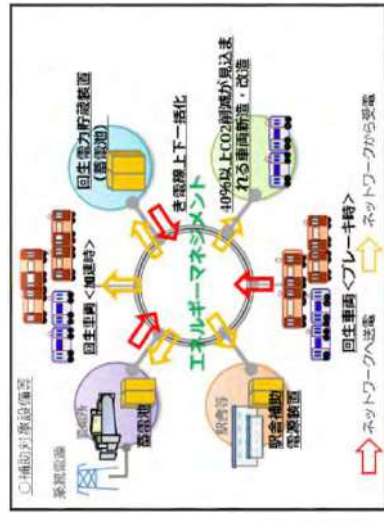 ○補助対象設備等
系統電源
変電所
蓄電池
回生車両<加速時>
回生電力貯蔵装置
(蓄電池)
き電線上下一括化
エネルギーマネジメント
40%以上CO2削減が見込ま
れる車両新造・改造
駅舎等
駅舎補助
電源装置
回生車両<ブレーキ時>
ネットワークへ送電
ネットワークから受電